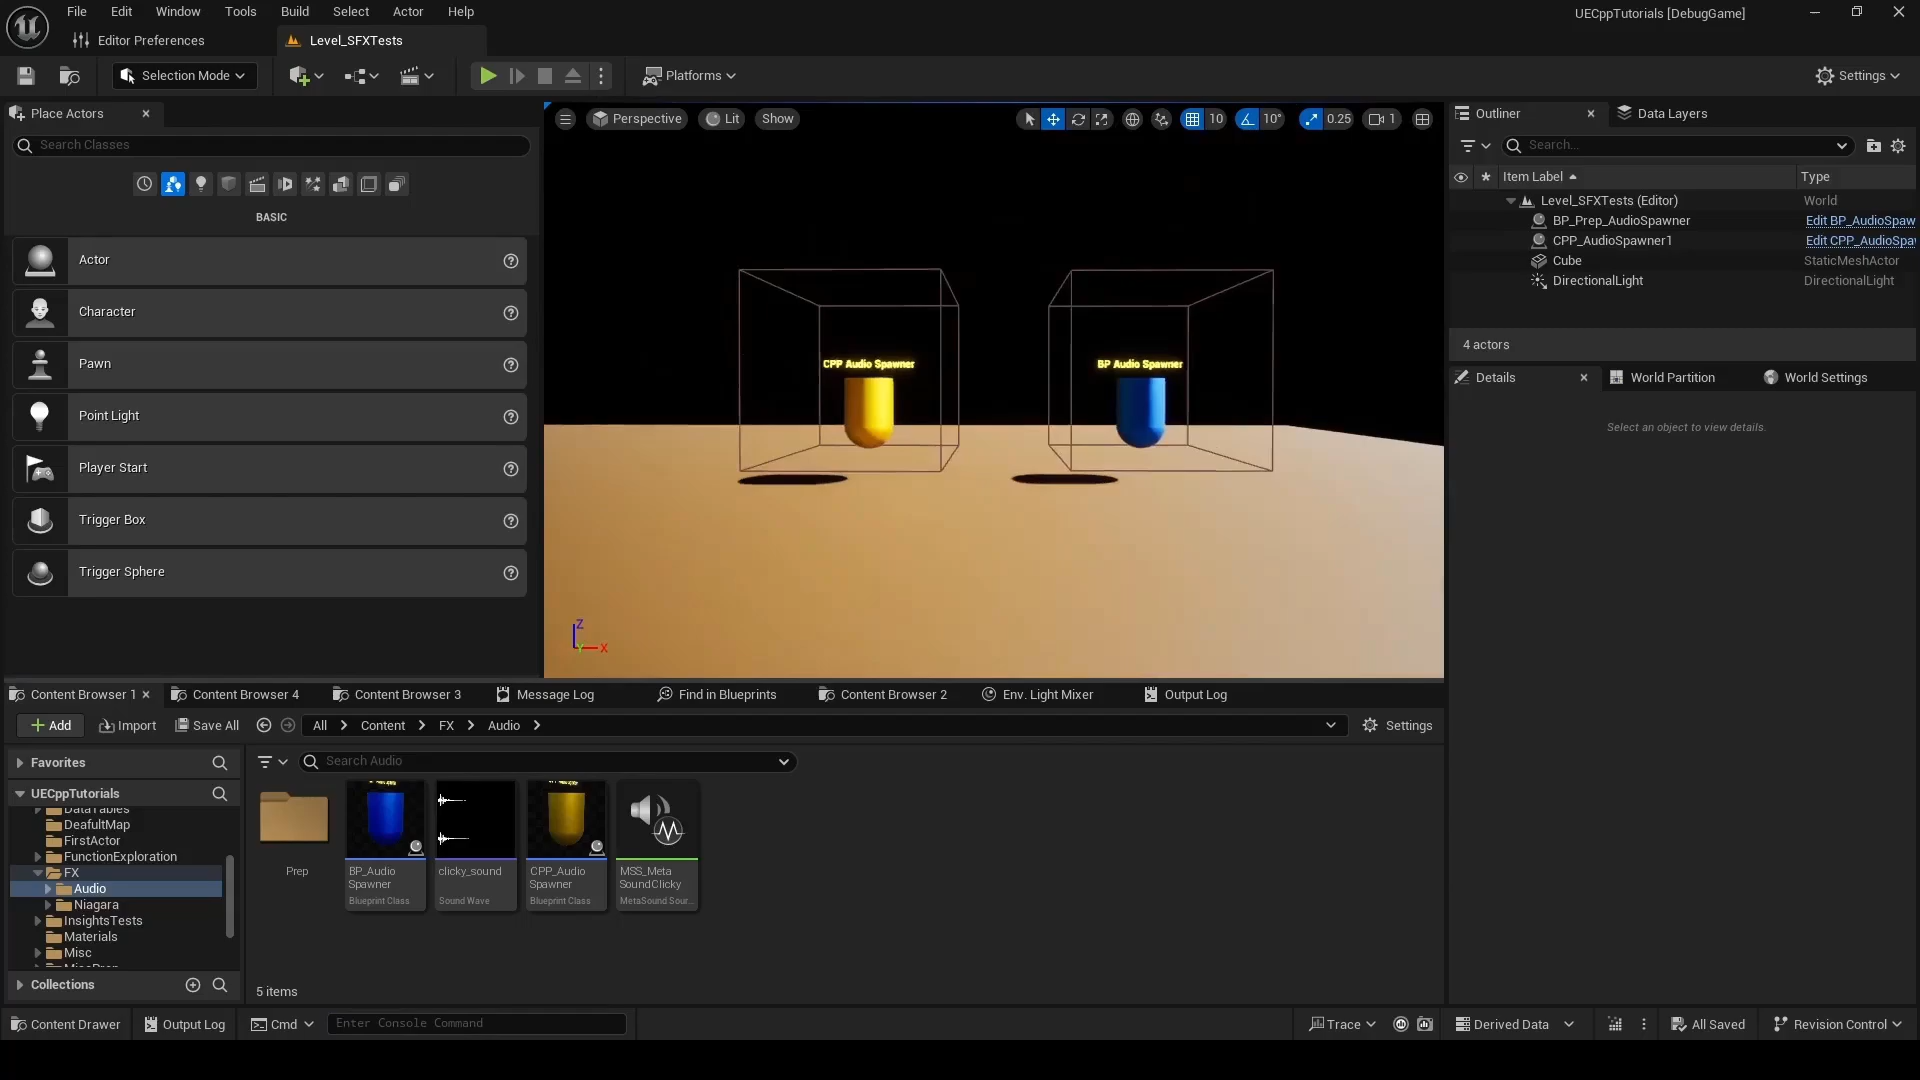 File Edit Window Tools Build Select Actor Help
UECppTutorials [DebugGame]
Editor Preferences
Level_SFXTests
Selection Mode
Platforms
Settings
Place Actors
Search Classes
BASIC
Actor
Character
Pawn
Point Light
Player Start
Trigger Box
Trigger Sphere
Perspective Lit Show
10 10° 0.25 1
CPP Audio Spawner
BP Audio Spawner
Z
Y
X
Outliner
Data Layers
Search...
Item Label
Type
Level_SFXTests (Editor) World
BP_Prep_AudioSpawner Edit BP_AudioSpaw
CPP_AudioSpawner1 Edit CPP_AudioSpa
Cube StaticMeshActor
DirectionalLight DirectionalLight
4 actors
Details
World Partition
World Settings
Select an object to view details.
Content Browser 1
Content Browser 4
Content Browser 3
Message Log
Find in Blueprints
Content Browser 2
Env. Light Mixer
Output Log
Add
Import
Save All
All
Content
FX
Audio
Settings
Favorites
UECppTutorials
DataTables
DeafultMap
FirstActor
FunctionExploration
FX
Audio
Niagara
InsightsTests
Materials
Misc
Collections
Search Audio
Prep
BP_Audio
Spawner
Blueprint Class
clicky_sound
Sound Wave
CPP_Audio
Spawner
Blueprint Class
MSS_Meta
SoundClicky
MetaSound Sour...
5 items
Content Drawer
Output Log
Cmd
Enter Console Command
Trace
Derived Data
All Saved
Revision Control